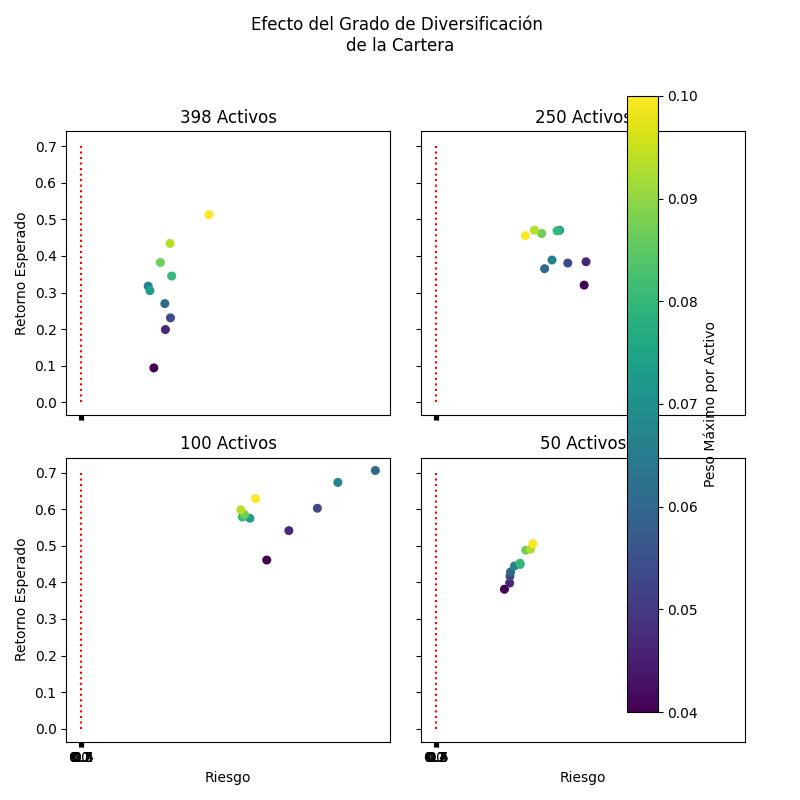 Efecto del Grado de Diversificación
de la Cartera
398 Activos
250 Activos
Retorno Esperado
0.7
0.6
0.5
0.4
0.3
0.2
0.1
0.0
100 Activos
50 Activos
Retorno Esperado
0.7
0.6
0.5
0.4
0.3
0.2
0.1
0.0
Riesgo
Riesgo
0.10
0.09
0.08
0.07
0.06
0.05
0.04
Peso Máximo por Activo